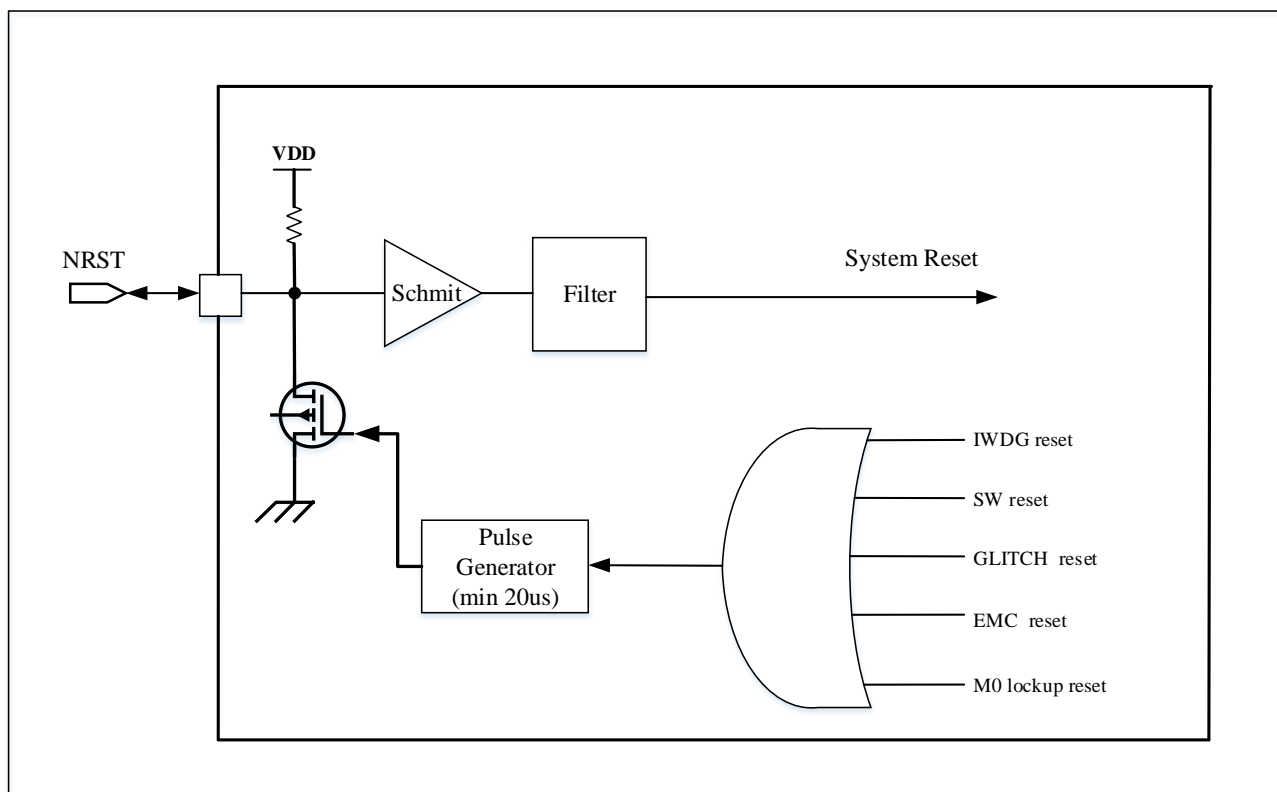 VDD
NRST
Schmit
Filter
System Reset
IWDG reset
SW reset
GLITCH reset
EMC reset
M0 lockup reset
Pulse
Generator
(min 20us)